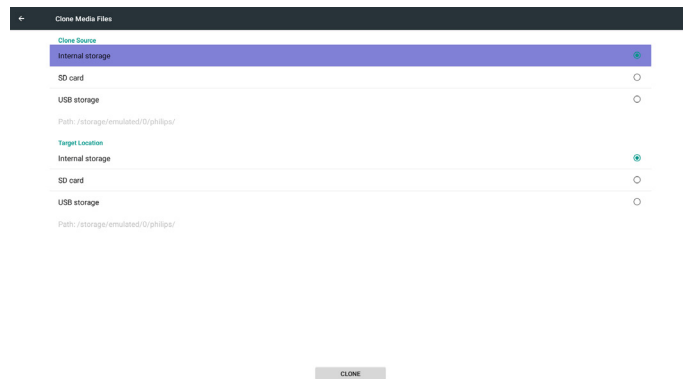 Clone Media Files
Clone Source
Internal storage
SD card
USB storage
Path: /storage/emulated/0/philips/
Target Location
Internal storage
SD card
USB storage
Path: /storage/emulated/0/philips/
CLONE